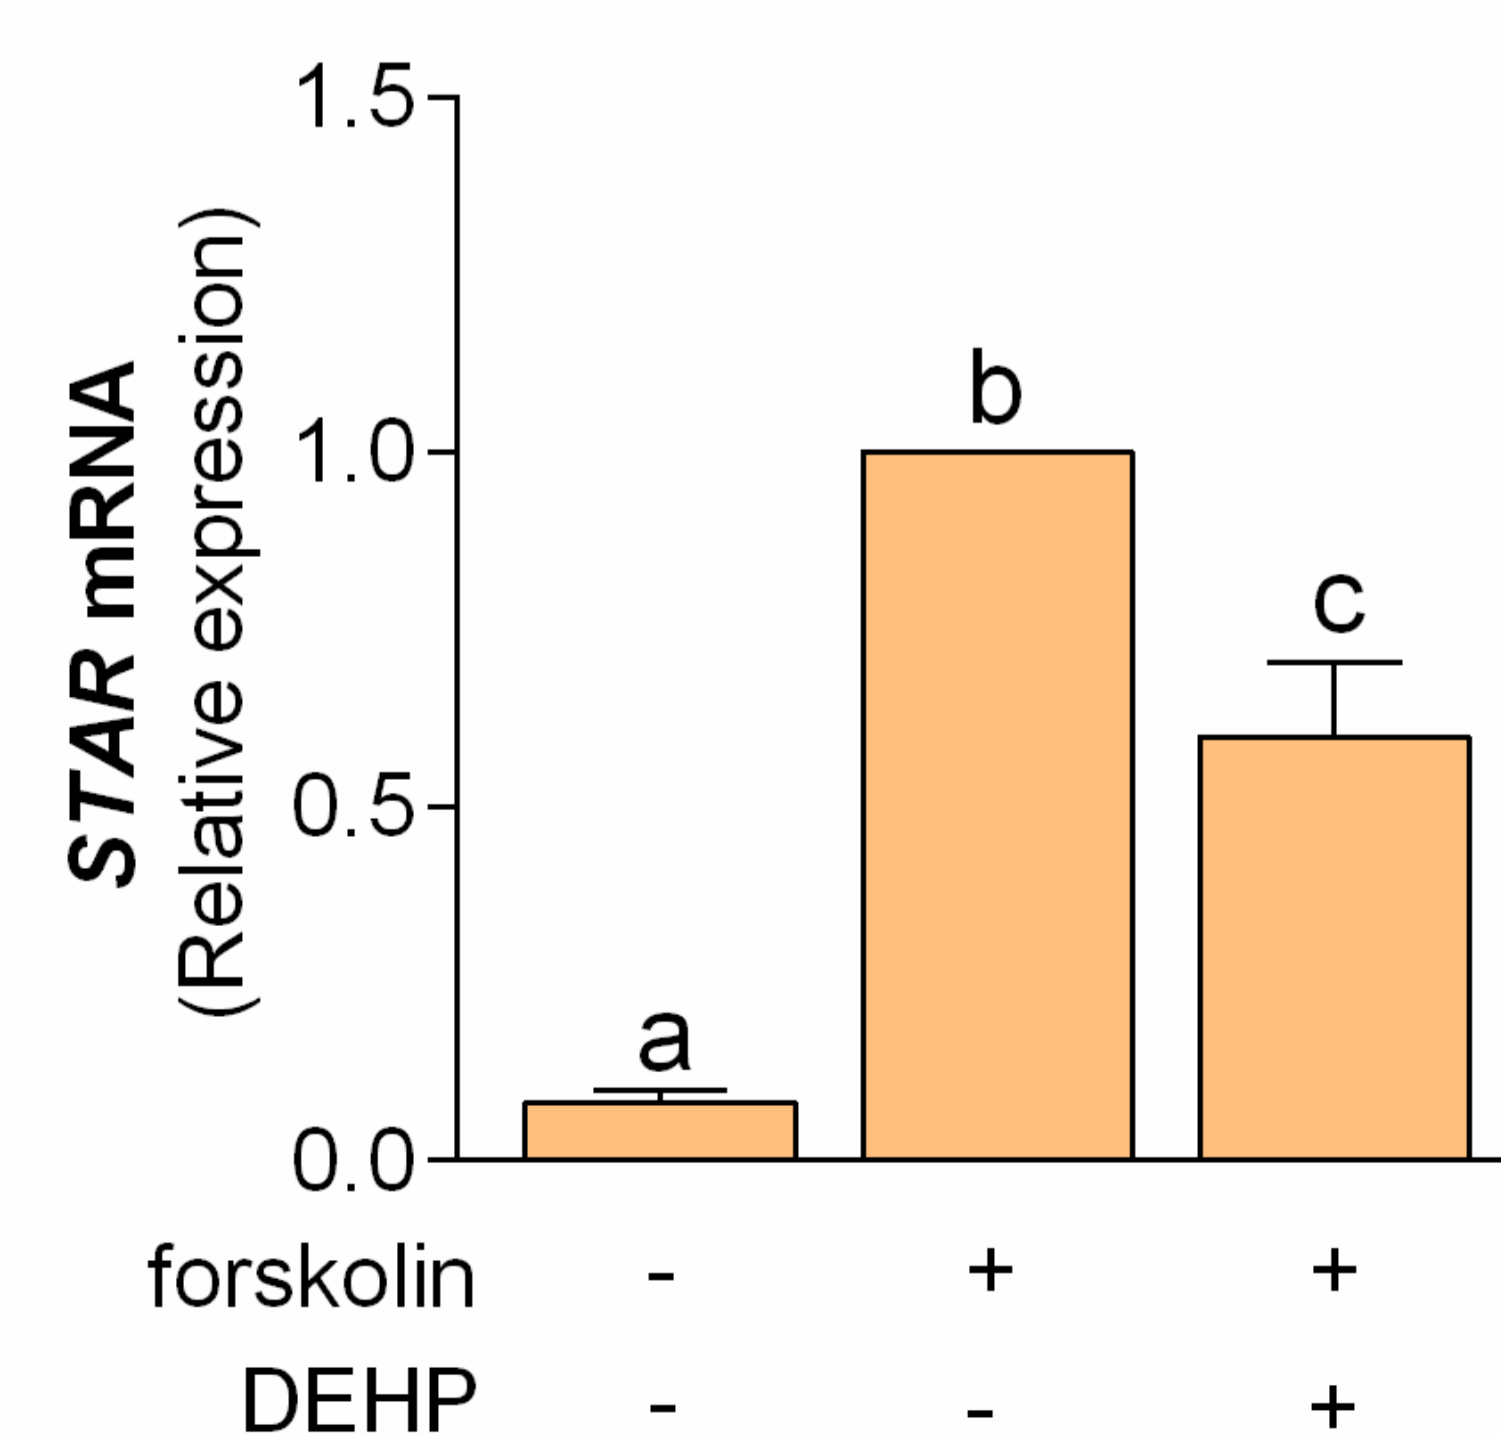 STAR mRNA
(Relative expression)
1.5
1.0
0.5
0.0
a
b
c
forskolin - + +
DEHP - - +